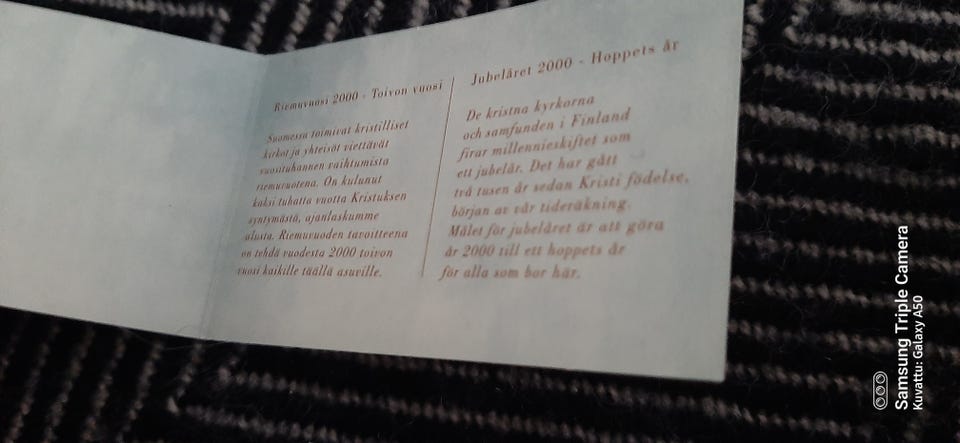 Riemuvuosi 2000 - Toivon vuosi
Suomessa toimivat kristilliset
kirkot ja yhteisöt viettävät
vuosituhannen vaihtumista
riemuvuotena. On kulunut
kaksi tuhatta vuotta Kristuksen
syntymästä, ajanlaskumme
alusta. Riemuvuoden tavoitteena
on tehdä vuodesta 2000 toivon
vuosi kaikille täällä asuville.
Jubelåret 2000 - Hoppets år
De kristna kyrkorna
och samfunden i Finland
firar millennieskiftet som
ett jubelår. Det har gått
två tusen år sedan Kristi födelse,
början av vår tideräkning.
Målet för jubelåret är att göra
år 2000 till ett hoppets år
för alla som bor här.
Samsung Triple Camera
Kuvattu: Galaxy A50